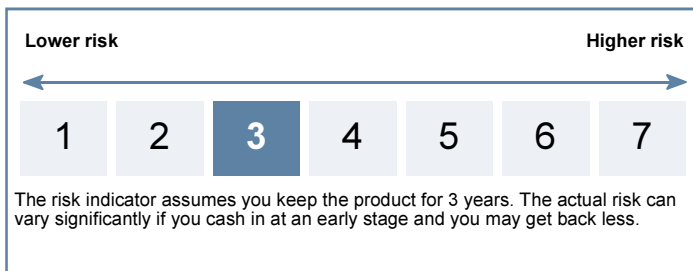 Lower risk Higher risk
1 2 3 4 5 6 7
The risk indicator assumes you keep the product for 3 years. The actual risk can
vary significantly if you cash in at an early stage and you may get back less.